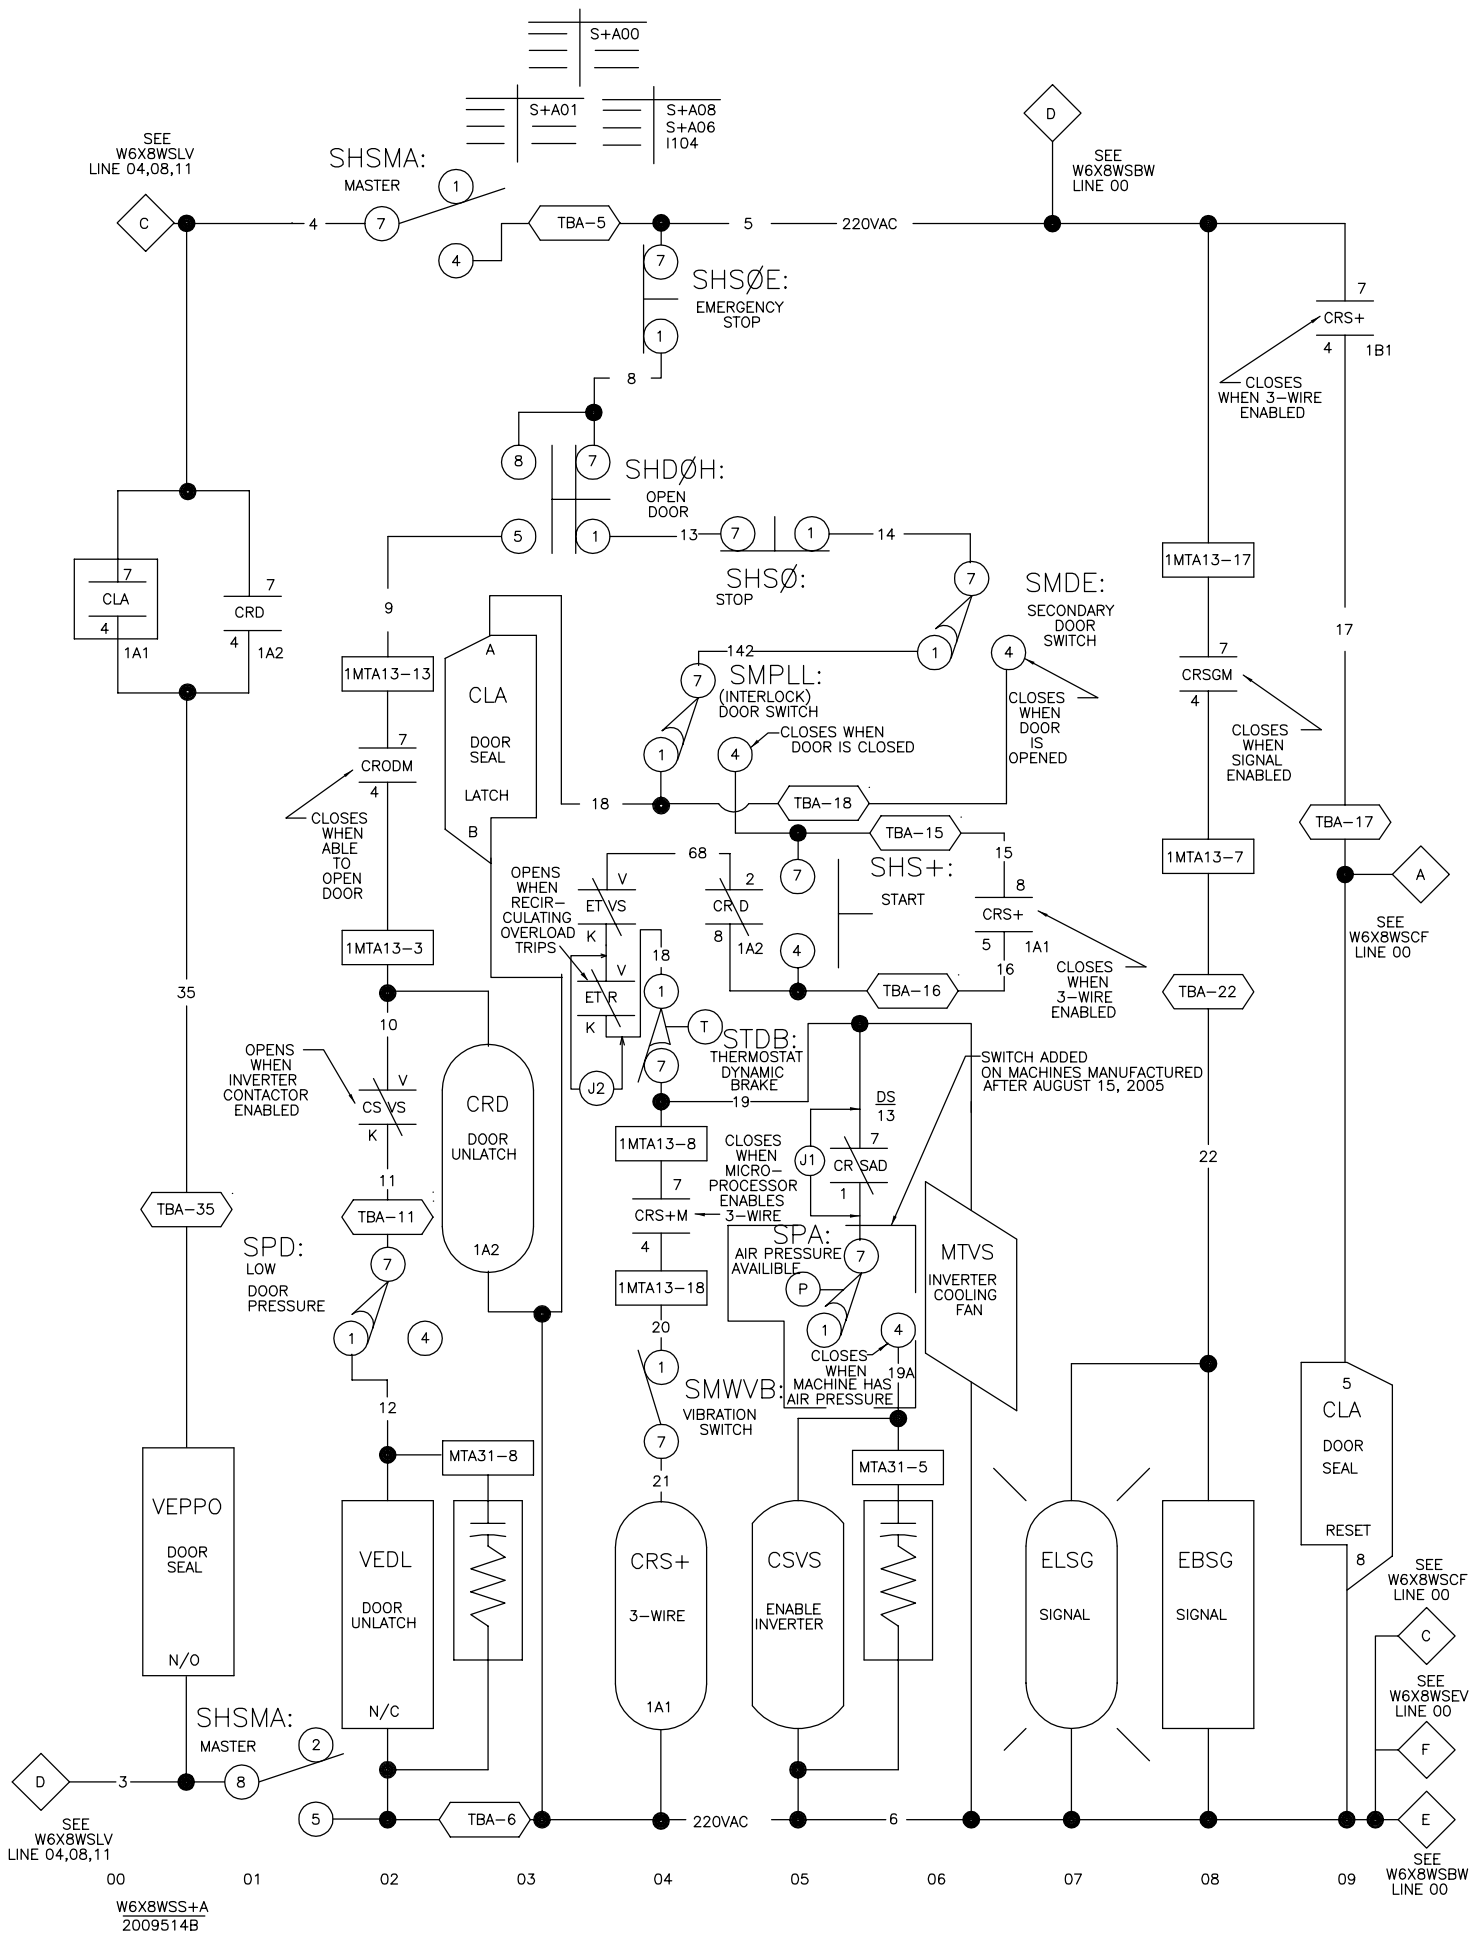 S+A00
S+A01
S+A08
S+A06
I104
SEE
W6X8WSLV
LINE 04,08,11
SHSMA:
MASTER
1
D
SEE
W6X8WSBW
LINE 00
C
4
7
TBA-5
5
220VAC
4
7
SHSØE:
EMERGENCY
STOP
1
7
CRS+
4
1B1
8
CLOSES
WHEN 3-WIRE
ENABLED
8
7
SHDØH:
OPEN
DOOR
5
1
13
7
1
14
SHSØ:
STOP
7
SMDE:
SECONDARY
DOOR
SWITCH
1MTA13-17
7
CLA
4
1A1
7
CRD
4
1A2
9
142
1
4
17
1MTA13-13
A
CLA
DOOR
SEAL
LATCH
B
7
SMPLL:
(INTERLOCK)
DOOR SWITCH
1
4
CLOSES WHEN
DOOR IS CLOSED
CLOSES
WHEN
DOOR
IS
OPENED
7
CRSGM
4
CLOSES
WHEN
SIGNAL
ENABLED
7
CRODM
4
CLOSES
WHEN
ABLE
TO
OPEN
DOOR
18
TBA-18
TBA-15
15
TBA-17
1MTA13-7
A
SEE
W6X8WSCF
LINE 00
OPENS
WHEN
RECIR-
CULATING
OVERLOAD
TRIPS
68
V
ET VS
K
V
ET R
K
J2
2
CR D
8
1A2
7
SHS+:
START
4
8
CRS+
5
1A1
16
CLOSES
WHEN
3-WIRE
ENABLED
TBA-16
1MTA13-3
18
1
TBA-22
35
10
OPENS
WHEN
INVERTER
CONTACTOR
ENABLED
V
CS VS
K
T
STDB:
THERMOSTAT
DYNAMIC
BRAKE
7
19
SWITCH ADDED
ON MACHINES MANUFACTURED
AFTER AUGUST 15, 2005
CRD
DOOR
UNLATCH
1A2
DS
13
1MTA13-8
7
CRS+M
4
CLOSES
WHEN
MICRO-
PROCESSOR
ENABLES
3-WIRE
J1
7
CR SAD
1
22
11
TBA-35
TBA-11
SPD:
LOW
DOOR
PRESSURE
7
1
4
1MTA13-18
SPA:
AIR PRESSURE
AVAILIBLE
7
P
1
4
MTVS
INVERTER
COOLING
FAN
20
CLOSES
WHEN
MACHINE HAS
AIR PRESSURE
19A
1
SMWVB:
VIBRATION
SWITCH
7
12
5
CLA
DOOR
SEAL
RESET
8
MTA31-8
MTA31-5
21
VEPPO
DOOR
SEAL
N/O
VEDL
DOOR
UNLATCH
N/C
CRS+
3-WIRE
1A1
CSVS
ENABLE
INVERTER
ELSG
SIGNAL
EBSG
SIGNAL
SEE
W6X8WSCF
LINE 00
C
SEE
W6X8WSEV
LINE 00
F
SHSMA:
MASTER
2
D
3
8
5
TBA-6
220VAC
6
E
SEE
W6X8WSLV
LINE 04,08,11
SEE
W6X8WSBW
LINE 00
00 01 02 03 04 05 06 07 08 09
W6X8WSS+A
2009514B